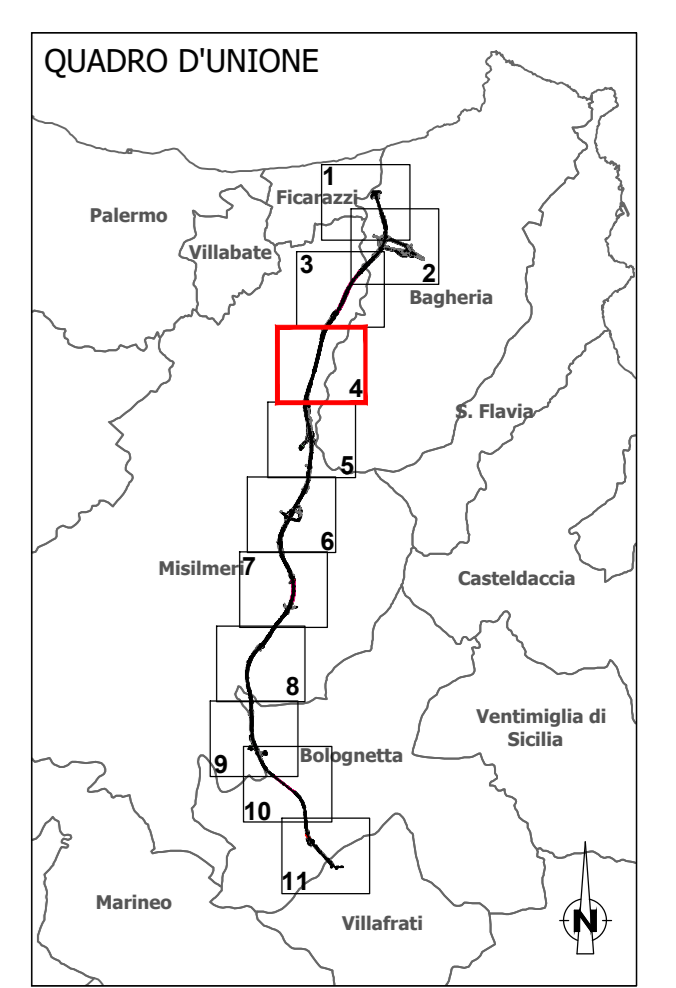 QUADRO D'UNIONE
1
Ficarazzi
Palermo
Villabate
3
2
Bagheria
4
S. Flavia
5
6
Misilmeri
7
Casteldaccia
8
Ventimiglia di
Sicilia
Bolognetta
9
10
11
Marineo
Villafrati
N